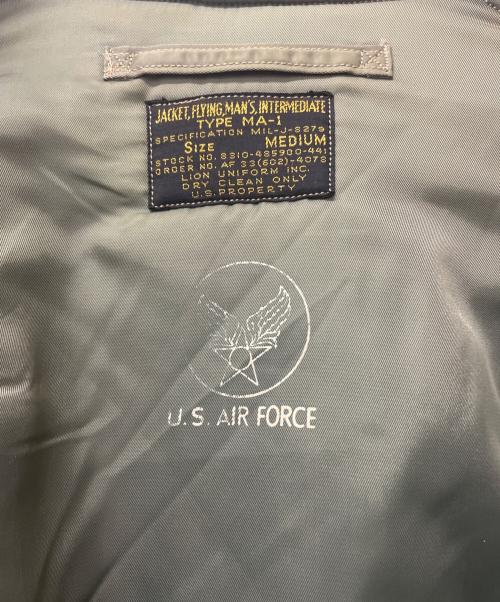 JACKET, FLYING, MAN'S, INTERMEDIATE
TYPE MA-1
SPECIFICATION MIL-J-8279
SIZE MEDIUM
STOCK NO. 8310-485900-441
ORDER NO. AF 33(602)-4078
LION UNIFORM INC.
DRY CLEAN ONLY
U.S. PROPERTY
U.S. AIR FORCE